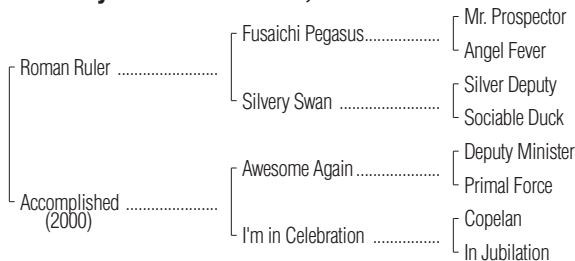 Mr. Prospector
Fusaichi Pegasus.................
Angel Fever
Roman Ruler ......................
Silver Deputy
Silvery Swan ......................
Sociable Duck
Deputy Minister
Awesome Again...................
Primal Force
Accomplished ....................
(2000)
Copelan
I'm in Celebration ...............
In Jubilation